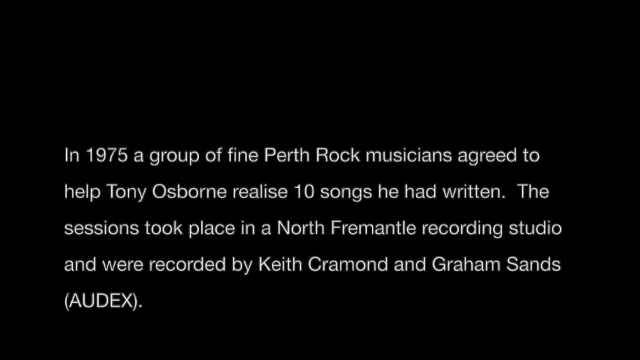 In 1975 a group of fine Perth Rock musicians agreed to
help Tony Osborne realise 10 songs he had written.  The
sessions took place in a North Fremantle recording studio
and were recorded by Keith Cramond and Graham Sands
(AUDEX).